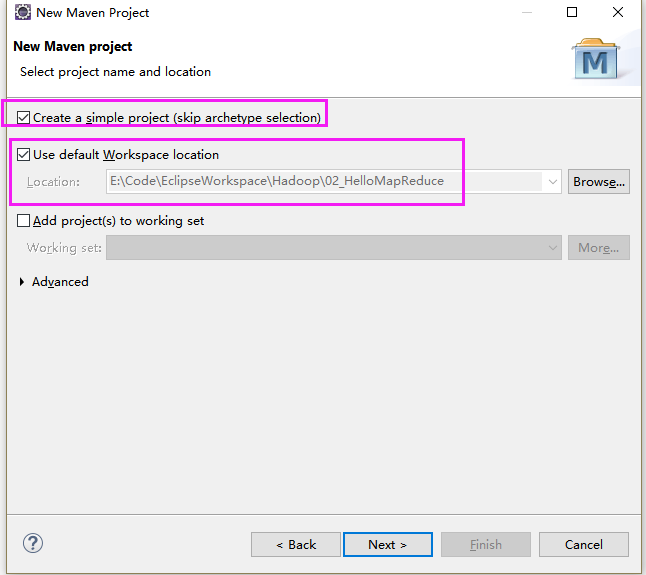 New Maven Project
New Maven project
Select project name and location
M
Create a simple project (skip archetype selection)
Use default Workspace location
Location: E:\Code\EclipseWorkspace\Hadoop\02_HelloMapReduce Browse...
Add project(s) to working set
Working set: More...
Advanced
? < Back Next > Finish Cancel